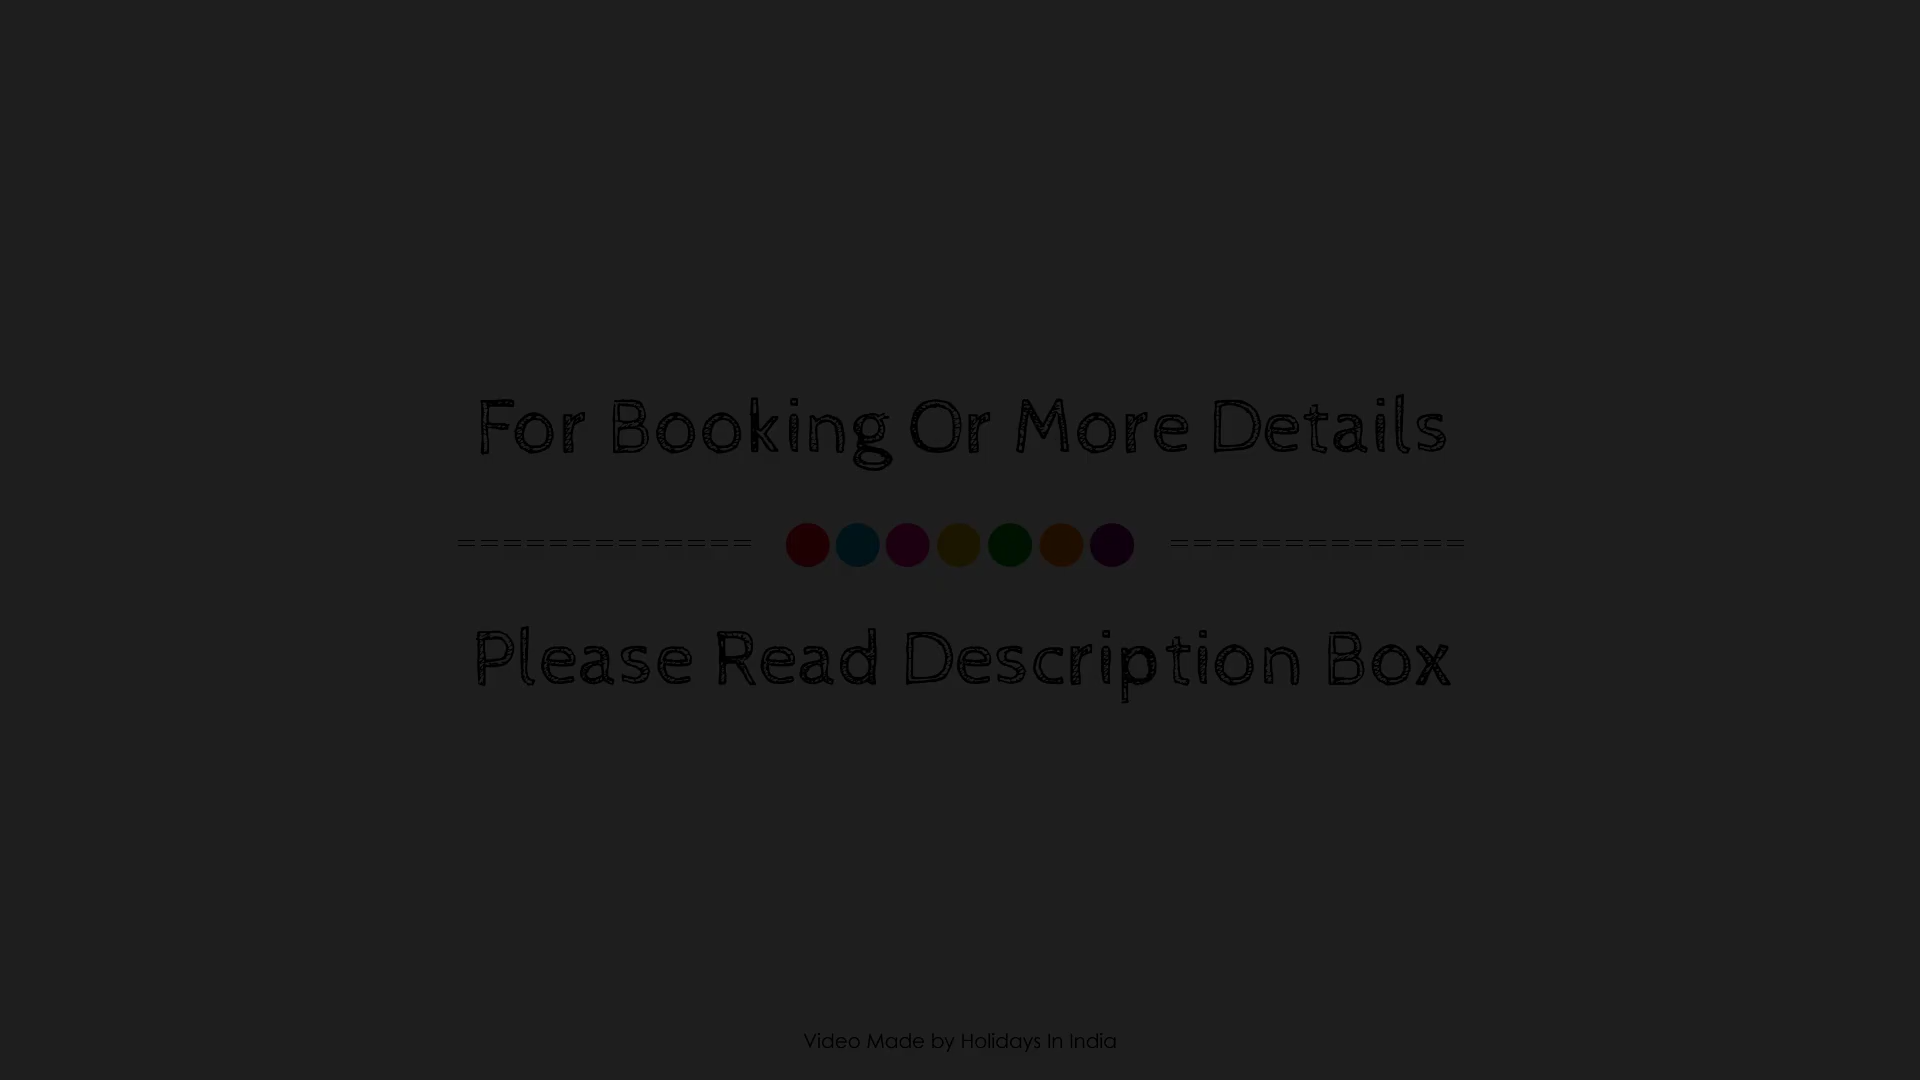 For Booking Or More Details
============= =============
Please Read Description Box
Video Made by Holidays In India